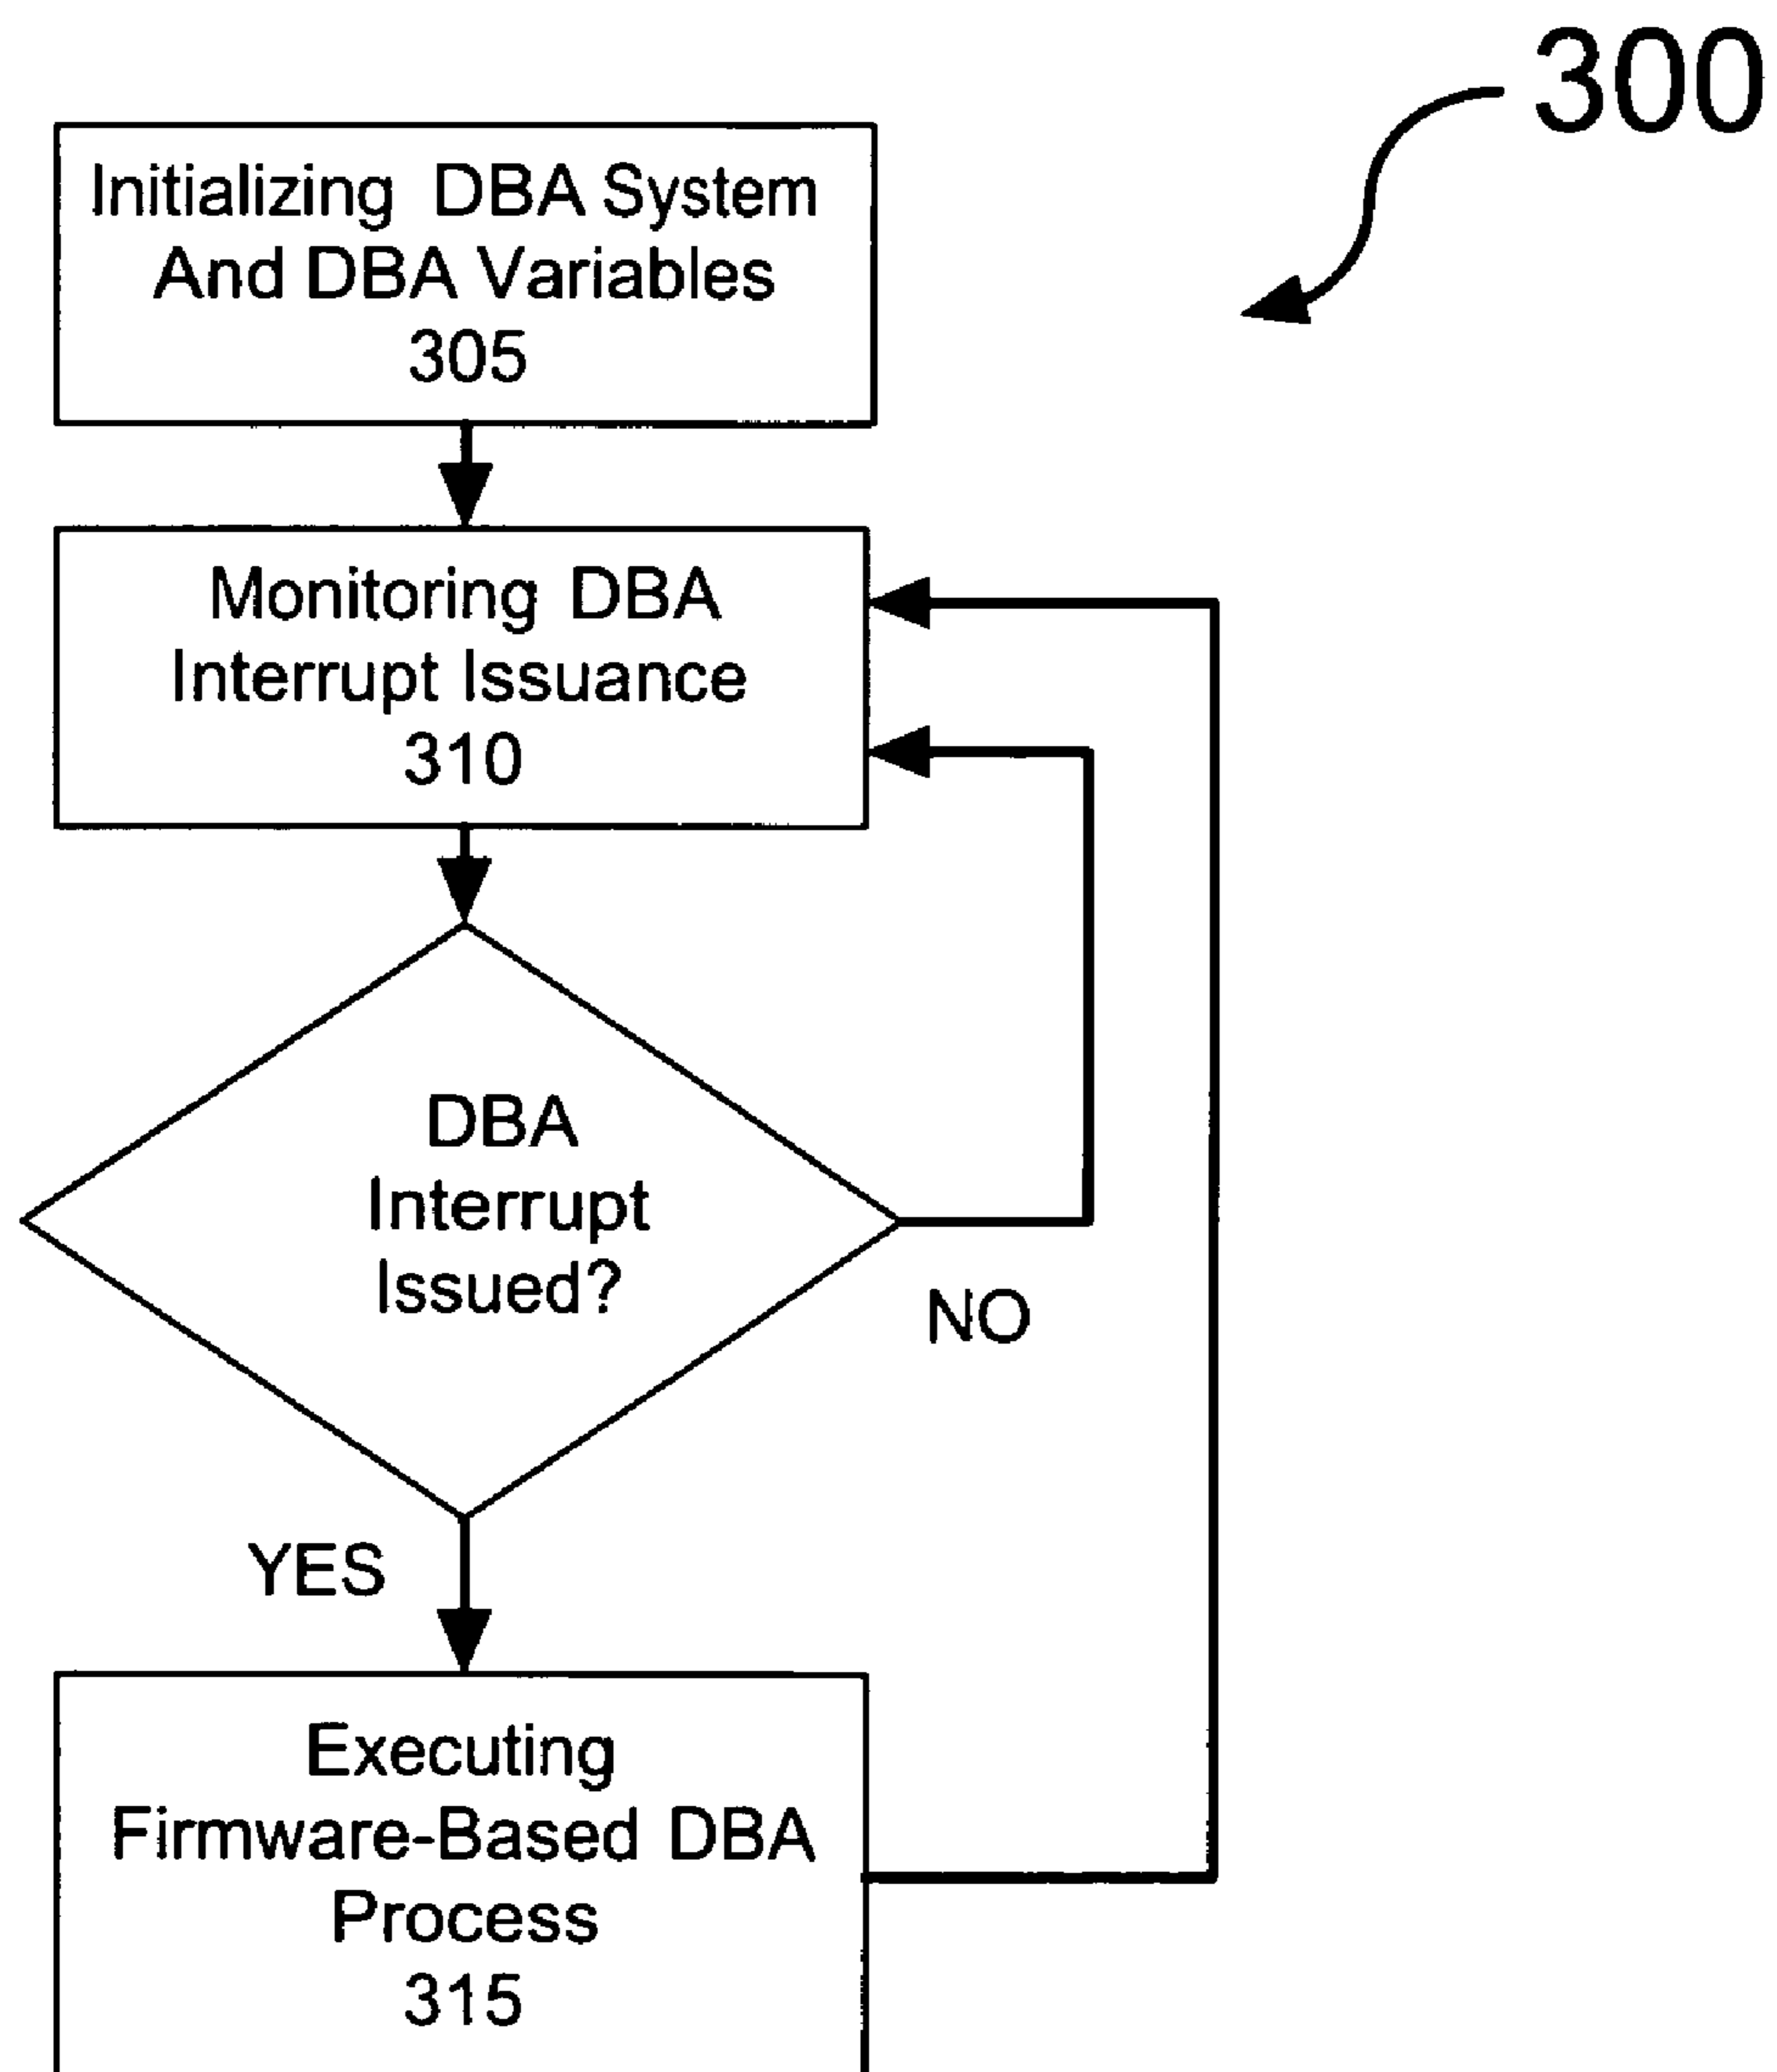 300
Initializing DBA System
And DBA Variables
305
Monitoring DBA
Interrupt Issuance
310
DBA
Interrupt
Issued?
NO
YES
Executing
Firmware-Based DBA
Process
315